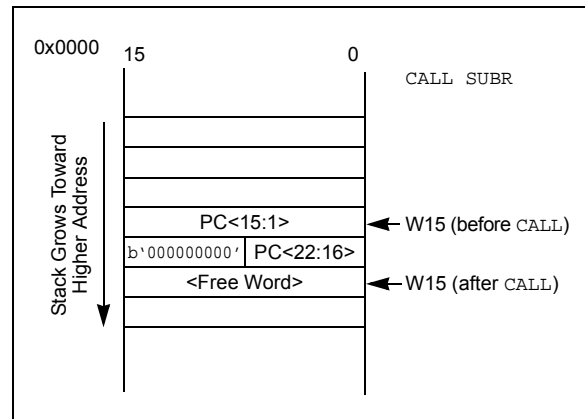 0x0000
15
0
CALL SUBR
Stack Grows Toward
Higher Address
PC<15:1>
W15 (before CALL)
b‘000000000’
PC<22:16>
<Free Word>
W15 (after CALL)